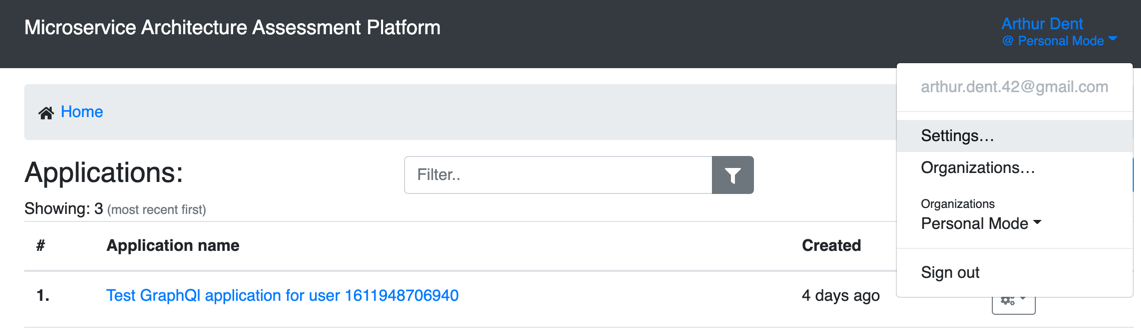 Microservice Architecture Assessment Platform
Arthur Dent
@ Personal Mode
arthur.dent.42@gmail.com
Home
Settings…
Organizations…
Applications:
Filter..
Showing: 3 (most recent first)
Organizations
Personal Mode
# Application name Created
Sign out
1. Test GraphQl application for user 1611948706940 4 days ago